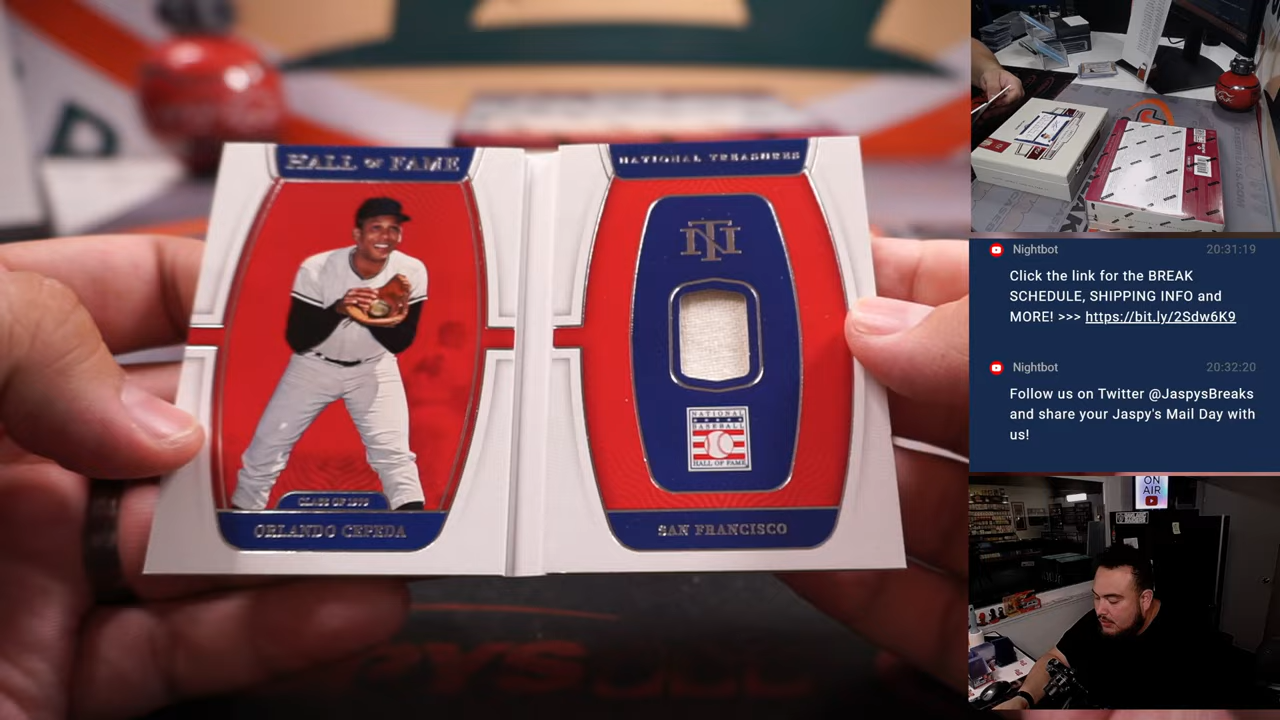 HALL OF FAME
NATIONAL TREASURES
NT
NATIONAL
BASEBALL
HALL OF FAME
ORLANDO CEPEDA
SAN FRANCISCO
Nightbot 20:31:19
Click the link for the BREAK
SCHEDULE, SHIPPING INFO and
MORE! >>> https://bit.ly/2Sdw6K9
Nightbot 20:32:20
Follow us on Twitter @JaspysBreaks
and share your Jaspy's Mail Day with
us!
ON
AIR